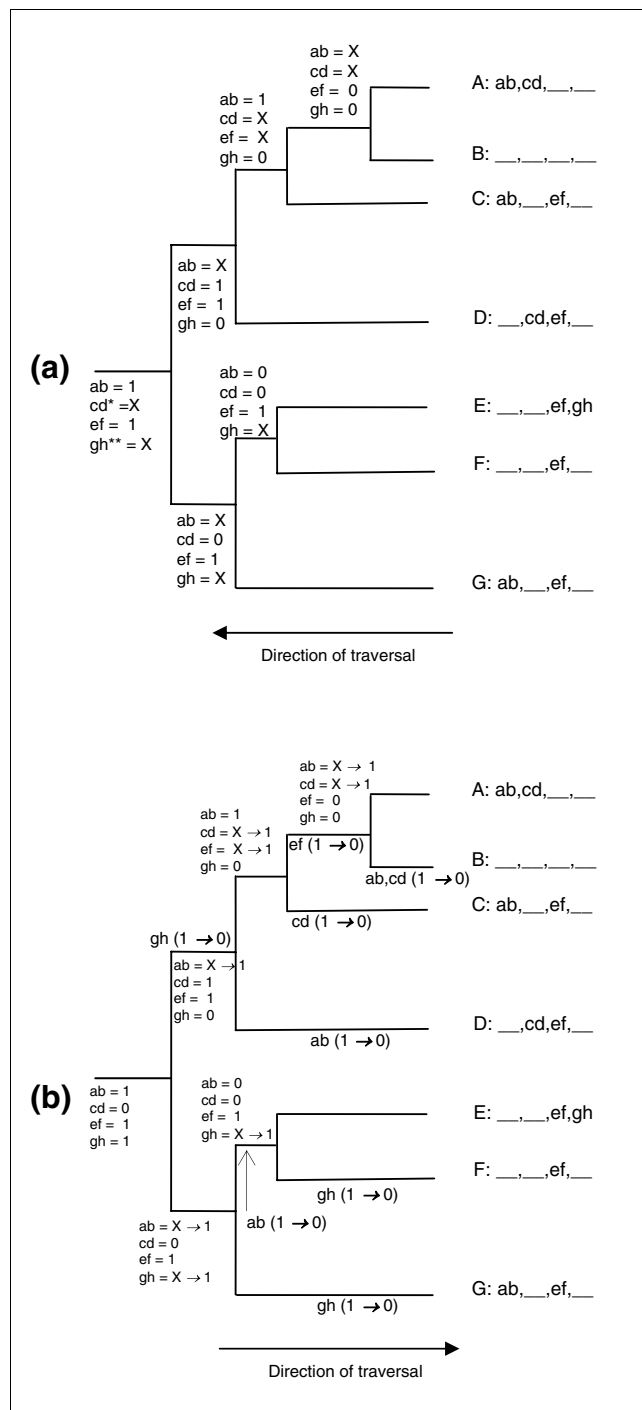 ab = X
cd = X
ef = 0
gh = 0
A: ab,cd,__,__
ab = 1
cd = X
ef = X
gh = 0
B: __,__,__,__
C: ab,__,ef,__
ab = X
cd = 1
ef = 1
gh = 0
D: __,cd,ef,__
(a)
ab = 1
cd* =X
ef = 1
gh** = X
ab = 0
cd = 0
ef = 1
gh = X
E: __,__,ef,gh
F: __,__,ef,__
ab = X
cd = 0
ef = 1
gh = X
G: ab,__,ef,__
Direction of traversal
ab = X → 1
cd = X → 1
ef = 0
gh = 0
A: ab,cd,__,__
ab = 1
cd = X → 1
ef = X → 1
gh = 0
ef (1 → 0)
B: __,__,__,__
ab,cd (1 → 0)
C: ab,__,ef,__
cd (1 → 0)
gh (1 → 0)
ab = X → 1
cd = 1
ef = 1
gh = 0
D: __,cd,ef,__
ab (1 → 0)
(b)
ab = 1
cd = 0
ef = 1
gh = 1
ab = 0
cd = 0
ef = 1
gh = X → 1
E: __,__,ef,gh
F: __,__,ef,__
gh (1 → 0)
ab (1 → 0)
ab = X → 1
cd = 0
ef = 1
gh = X → 1
G: ab,__,ef,__
gh (1 → 0)
Direction of traversal